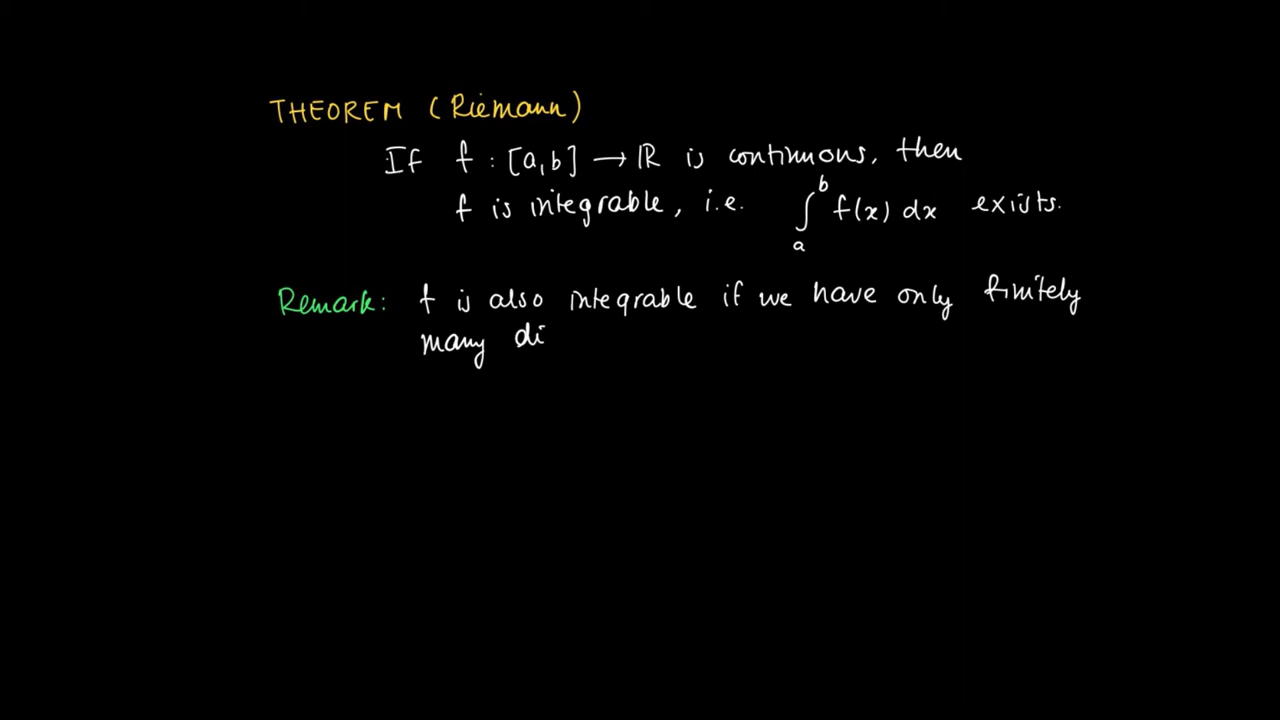 THEOREM (Riemann)
If f : [a,b] → ℝ is continuous, then
f is integrable, i.e. ∫_a^b f(x) dx exists.
Remark: f is also integrable if we have only finitely
many di